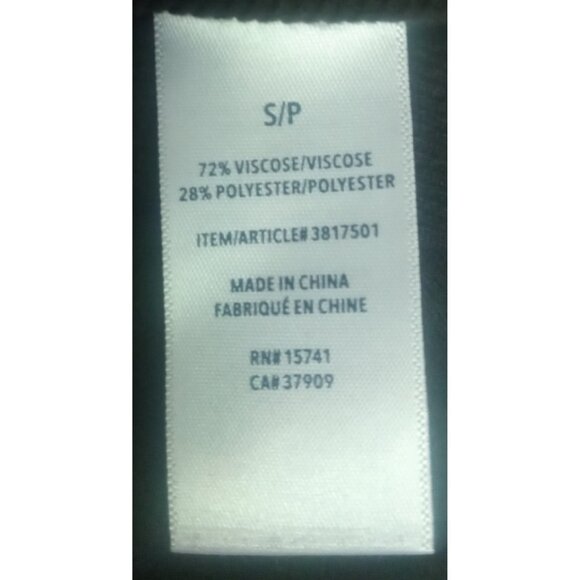 S/P
72% VISCOSE/VISCOSE
28% POLYESTER/POLYESTER
ITEM/ARTICLE# 3817501
MADE IN CHINA
FABRIQUÉ EN CHINE
RN# 15741
CA# 37909